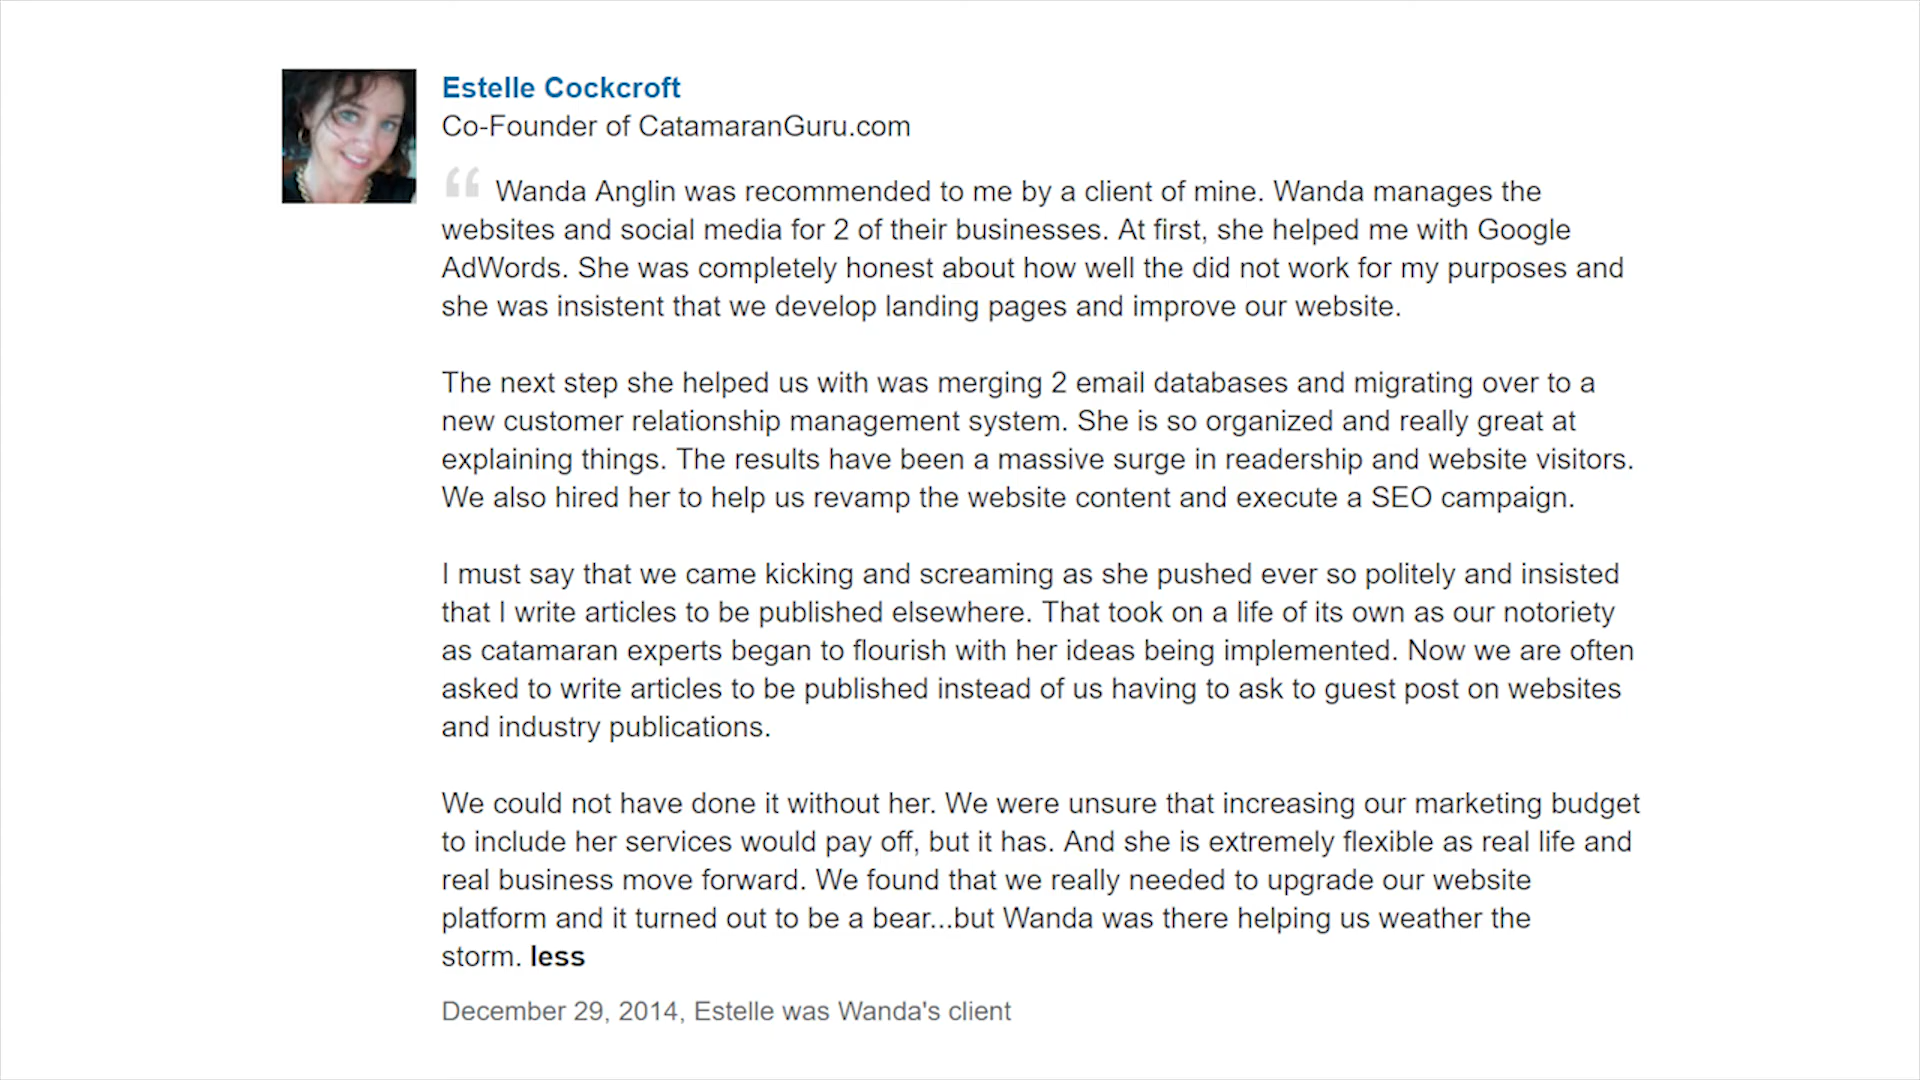 Estelle Cockcroft
Co-Founder of CatamaranGuru.com
“ Wanda Anglin was recommended to me by a client of mine. Wanda manages the
websites and social media for 2 of their businesses. At first, she helped me with Google
AdWords. She was completely honest about how well the did not work for my purposes and
she was insistent that we develop landing pages and improve our website.
The next step she helped us with was merging 2 email databases and migrating over to a
new customer relationship management system. She is so organized and really great at
explaining things. The results have been a massive surge in readership and website visitors.
We also hired her to help us revamp the website content and execute a SEO campaign.
I must say that we came kicking and screaming as she pushed ever so politely and insisted
that I write articles to be published elsewhere. That took on a life of its own as our notoriety
as catamaran experts began to flourish with her ideas being implemented. Now we are often
asked to write articles to be published instead of us having to ask to guest post on websites
and industry publications.
We could not have done it without her. We were unsure that increasing our marketing budget
to include her services would pay off, but it has. And she is extremely flexible as real life and
real business move forward. We found that we really needed to upgrade our website
platform and it turned out to be a bear...but Wanda was there helping us weather the
storm. less
December 29, 2014, Estelle was Wanda's client